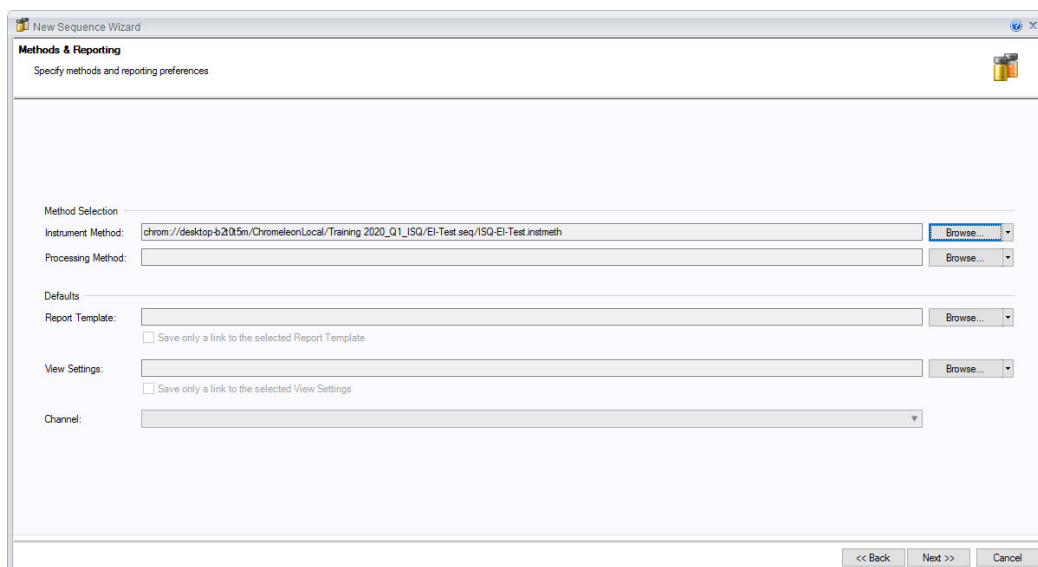 New Sequence Wizard
Methods & Reporting
Specify methods and reporting preferences
Method Selection
Instrument Method: chrom://desktop-b2t0t5m/ChromeleonLocal/Training 2020_Q1_ISQ/EI-Test.seq/ISQ-EI-Test.instmeth Browse...
Processing Method: Browse...
Defaults
Report Template: Browse...
Save only a link to the selected Report Template
View Settings: Browse...
Save only a link to the selected View Settings
Channel:
<< Back Next >> Cancel